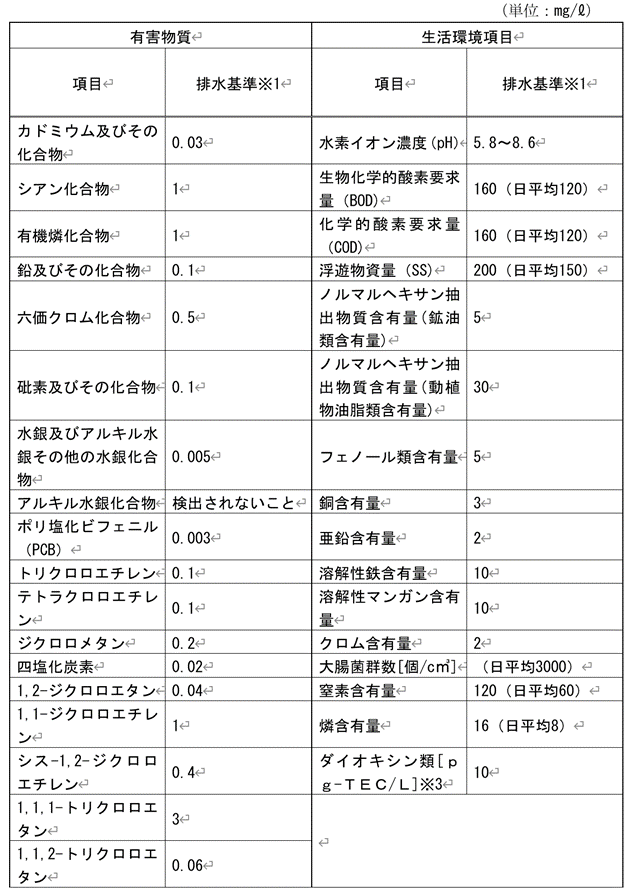 （単位：mg/ℓ）
有害物質↵
生活環境項目↵
項目↵
排水基準※1↵
項目↵
排水基準※1↵
カドミウム及びその
化合物↵
0.03↵
水素イオン濃度(pH)↵
5.8～8.6↵
シアン化合物↵
1↵
生物化学的酸素要求
量（BOD）↵
160（日平均120）↵
有機燐化合物↵
1↵
化学的酸素要求量
（COD）↵
160（日平均120）↵
鉛及びその化合物↵
0.1↵
浮遊物資量（SS）↵
200（日平均150）↵
六価クロム化合物↵
0.5↵
ノルマルヘキサン抽
出物質含有量(鉱油
類含有量)↵
5↵
砒素及びその化合物↵
0.1↵
ノルマルヘキサン抽
出物質含有量(動植
物油脂類含有量)↵
30↵
水銀及びアルキル水
銀その他の水銀化合
物↵
0.005↵
フェノール類含有量↵
5↵
アルキル水銀化合物↵
検出されないこと↵
銅含有量↵
3↵
ポリ塩化ビフェニル
（PCB）↵
0.003↵
亜鉛含有量↵
2↵
トリクロロエチレン↵
0.1↵
溶解性鉄含有量↵
10↵
テトラクロロエチレ
ン↵
0.1↵
溶解性マンガン含有
量↵
10↵
ジクロロメタン↵
0.2↵
クロム含有量↵
2↵
四塩化炭素↵
0.02↵
大腸菌群数[個/c㎥]↵
（日平均3000）↵
1,2-ジクロロエタン↵
0.04↵
窒素含有量↵
120（日平均60）↵
1,1-ジクロロエチレ
ン↵
1↵
燐含有量↵
16（日平均8）↵
シス-1,2-ジクロロ
エチレン↵
0.4↵
ダイオキシン類[ｐ
g-ＴＥＣ/Ｌ]※3↵
10↵
1,1,1-トリクロロエ
タン↵
3↵
↵
1,1,2-トリクロロエ
タン↵
0.06↵